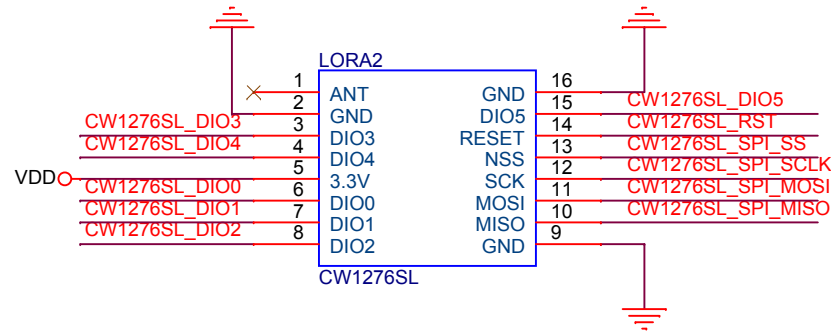 LORA2
1 ANT GND 16
2 GND DIO5 15 CW1276SL_DIO5
CW1276SL_DIO3 3 DIO3 RESET 14 CW1276SL_RST
CW1276SL_DIO4 4 DIO4 NSS 13 CW1276SL_SPI_SS
VDD 5 3.3V SCK 12 CW1276SL_SPI_SCLK
CW1276SL_DIO0 6 DIO0 MOSI 11 CW1276SL_SPI_MOSI
CW1276SL_DIO1 7 DIO1 MISO 10 CW1276SL_SPI_MISO
CW1276SL_DIO2 8 DIO2 GND 9
CW1276SL